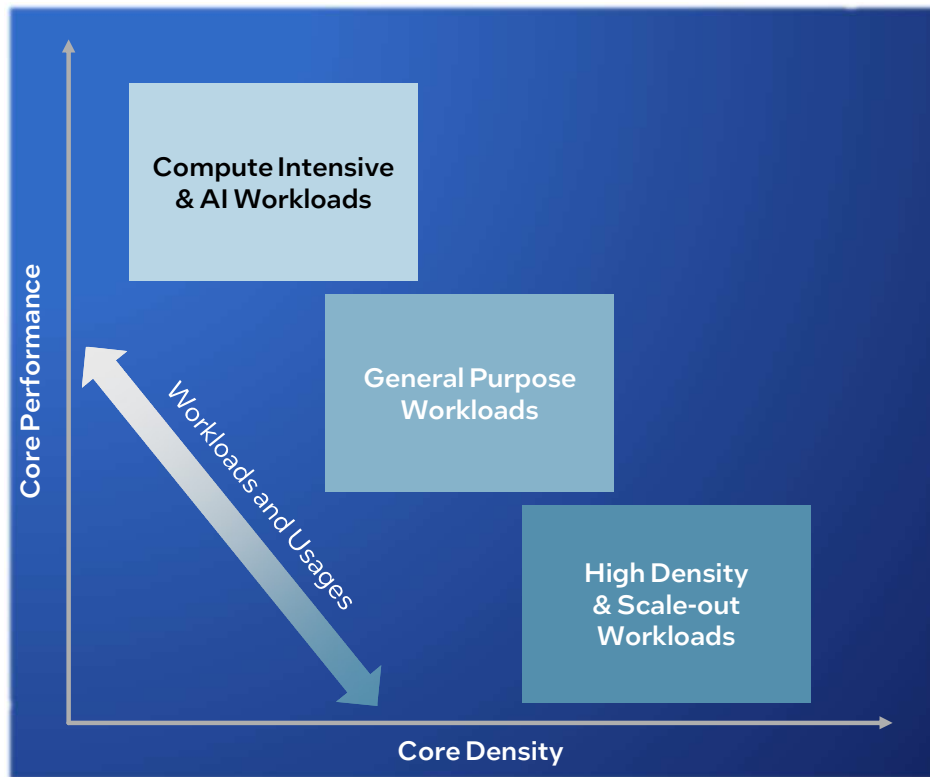 Compute Intensive
& AI Workloads
General Purpose
Workloads
High Density
& Scale-out
Workloads
Workloads and Usages
Core Performance
Core Density